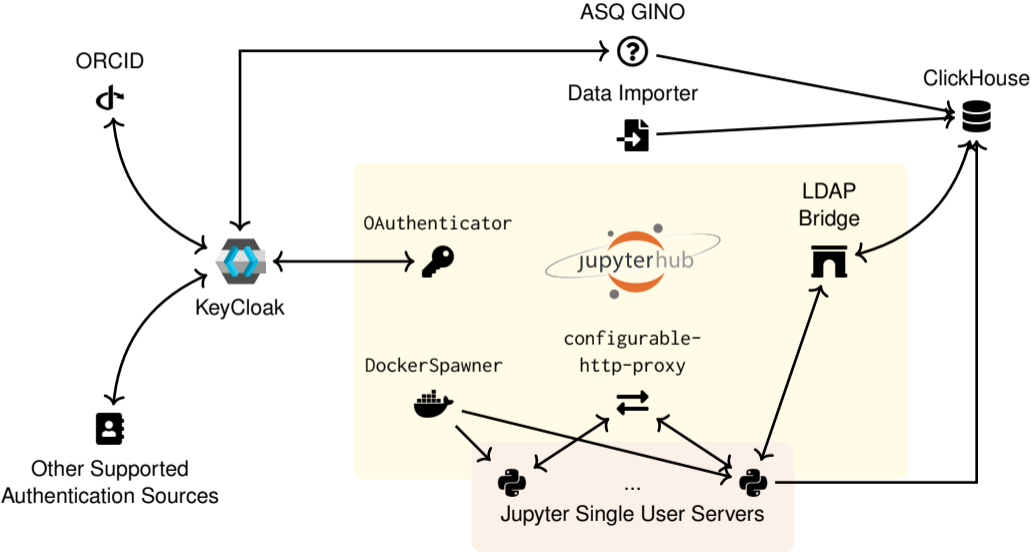 ASQ GINO
ORCID
ClickHouse
Data Importer
LDAP
Bridge
OAuthenticator
jupyterhub
KeyCloak
configurable-
http-proxy
DockerSpawner
Other Supported
Authentication Sources
...
Jupyter Single User Servers